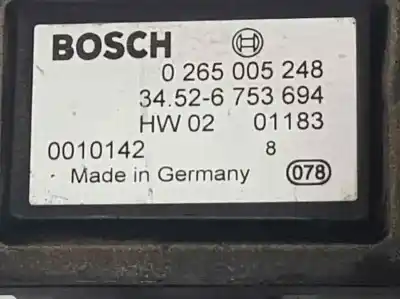 BOSCH
0 265 005 248
34.52-6 753 694
HW 02 01183
0010142 8
Made in Germany 078